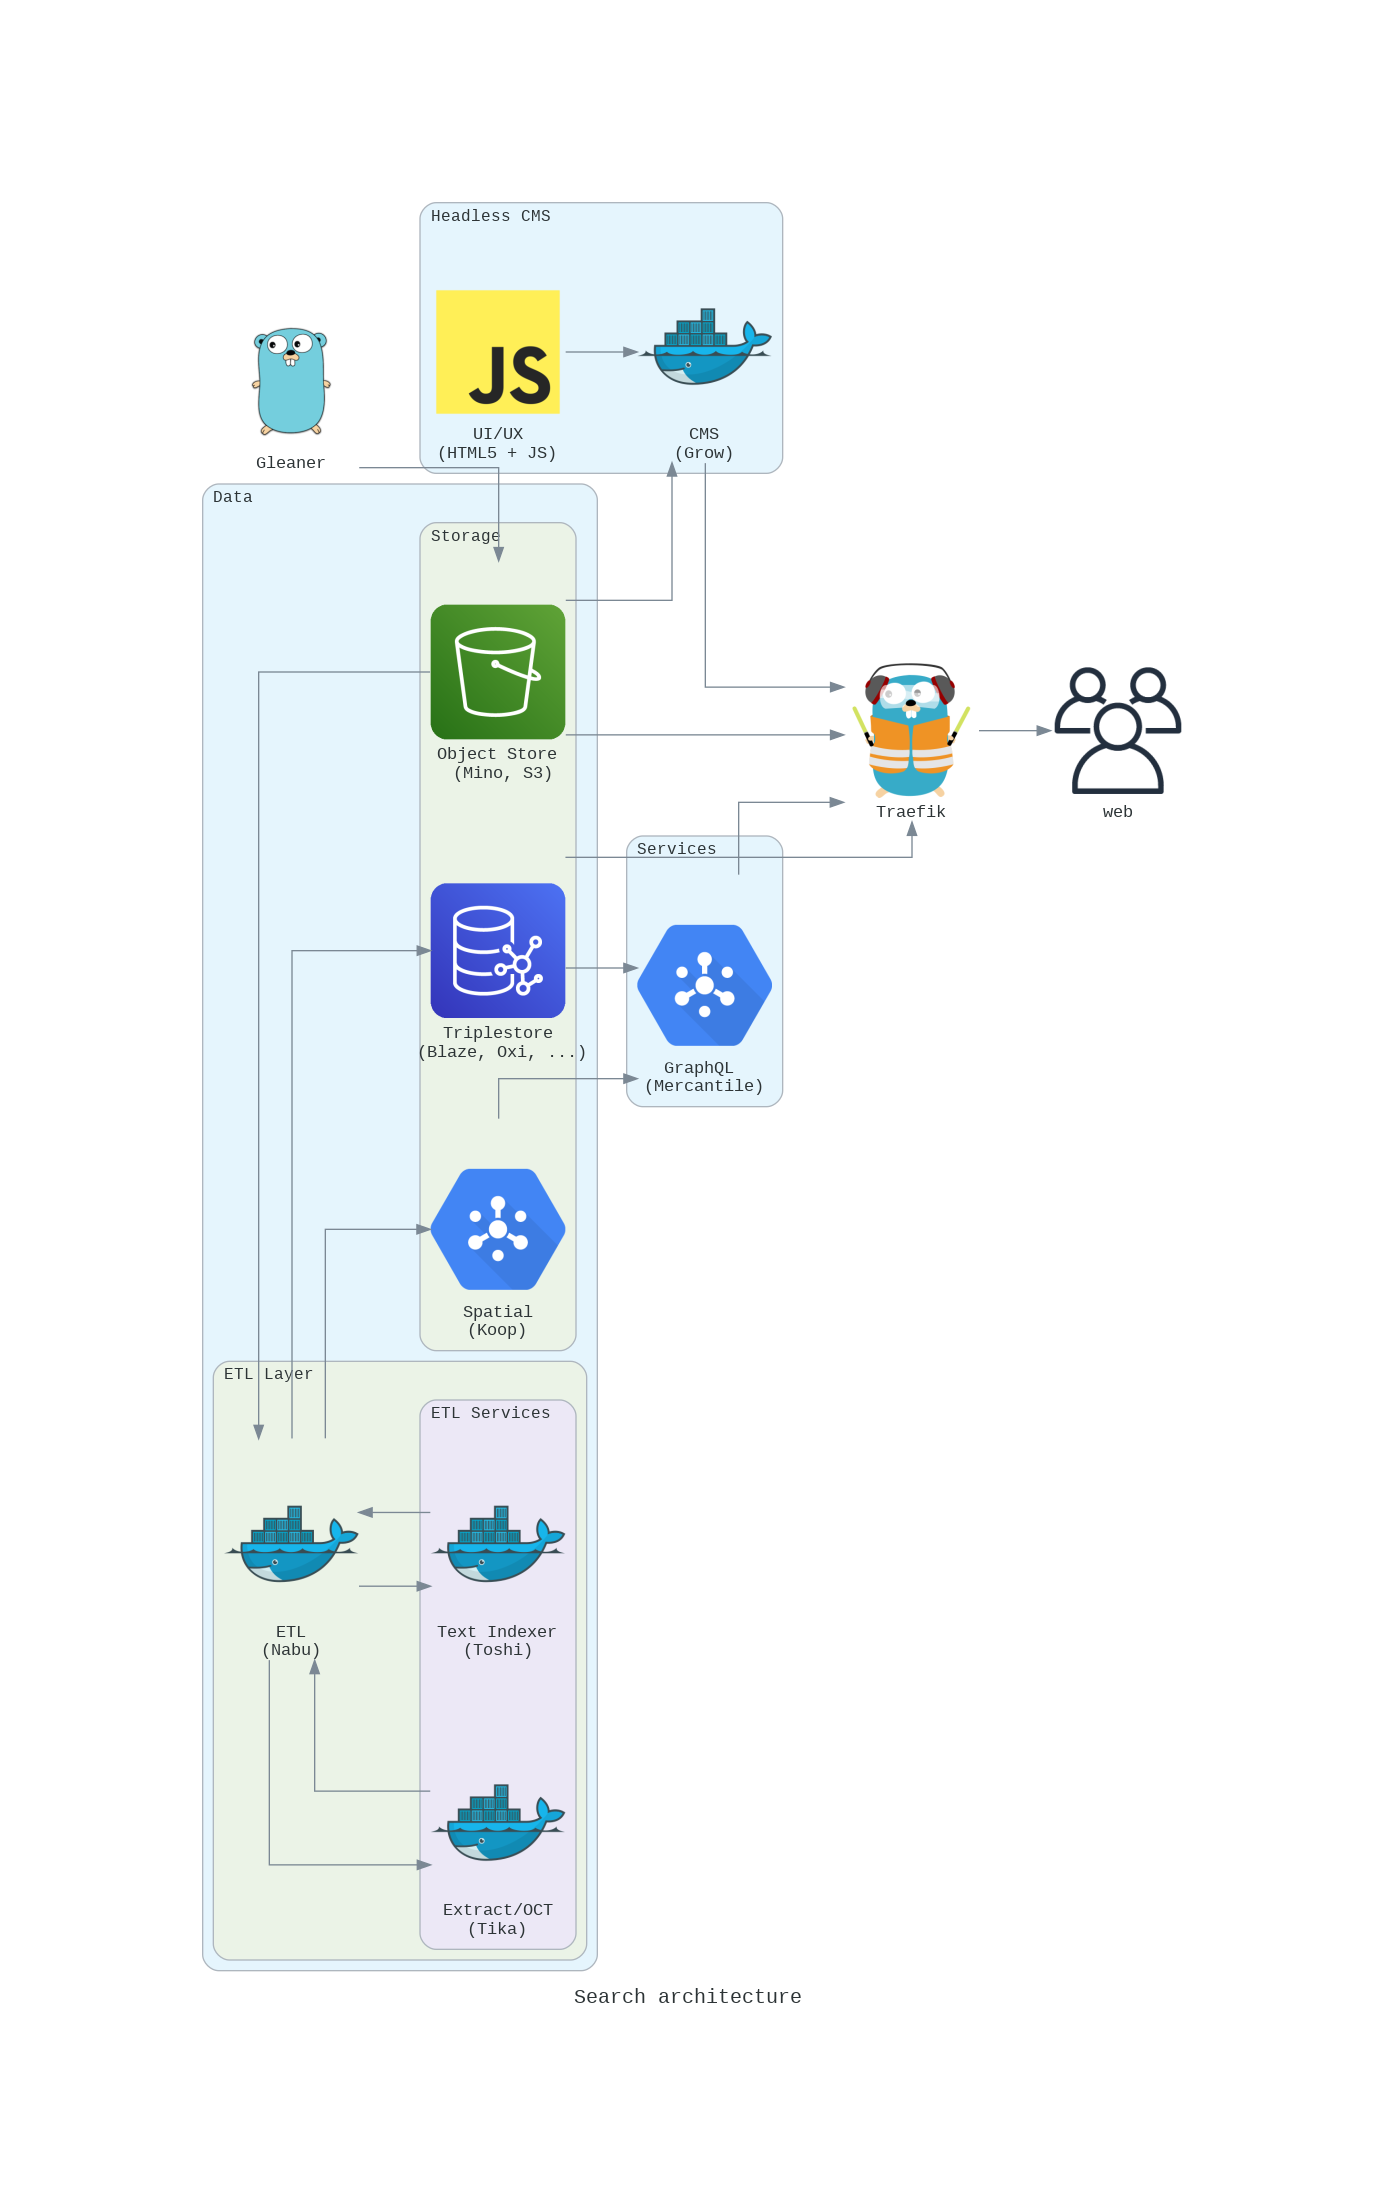 Headless CMS
JS
UI/UX
(HTML5 + JS)
CMS
(Grow)
Gleaner
Data
Storage
Object Store
(Mino, S3)
Traefik
web
Services
Triplestore
(Blaze, Oxi, ...)
GraphQL
(Mercantile)
Spatial
(Koop)
ETL Layer
ETL Services
ETL
(Nabu)
Text Indexer
(Toshi)
Extract/OCT
(Tika)
Search architecture